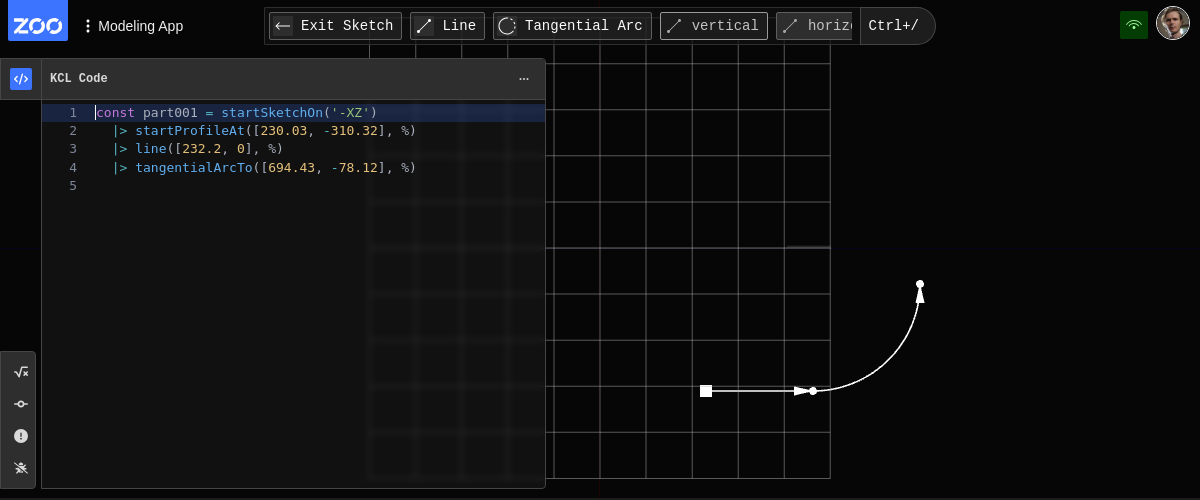 ZOO Modeling App Exit Sketch Line Tangential Arc vertical horiz Ctrl+/
KCL Code
1 const part001 = startSketchOn('-XZ')
2 |> startProfileAt([230.03, -310.32], %)
3 |> line([232.2, 0], %)
4 |> tangentialArcTo([694.43, -78.12], %)
5